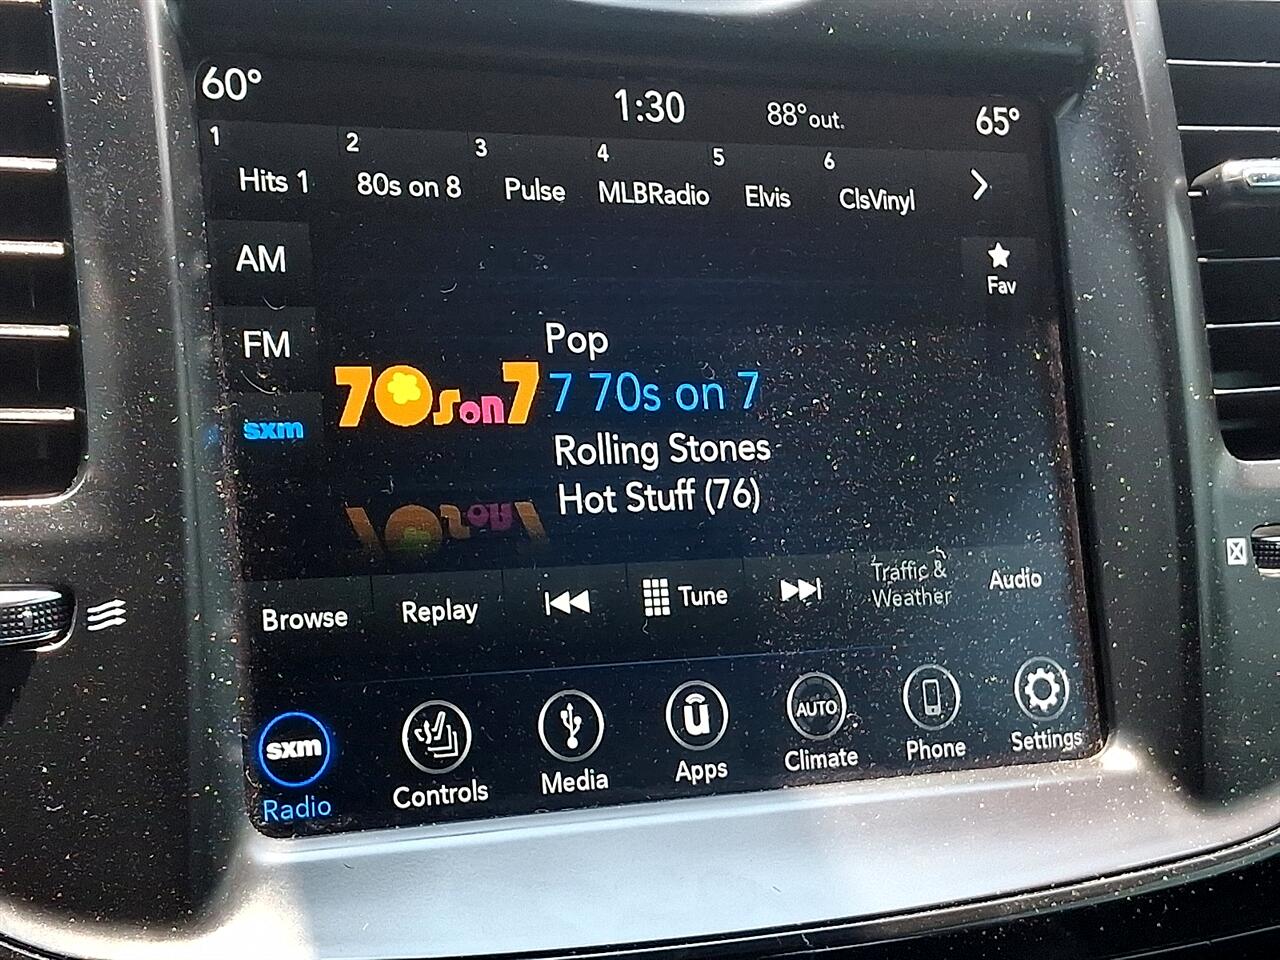 60° 1:30 88° out. 65°
1 2 3 4 5 6
Hits 1 80s on 8 Pulse MLBRadio Elvis ClsVinyl
AM
Fav
FM
Pop
70s on 7
7 70s on 7
sxm
Rolling Stones
Hot Stuff (76)
Browse Replay Tune Traffic & Weather Audio
sxm AUTO
Radio Controls Media Apps Climate Phone Settings